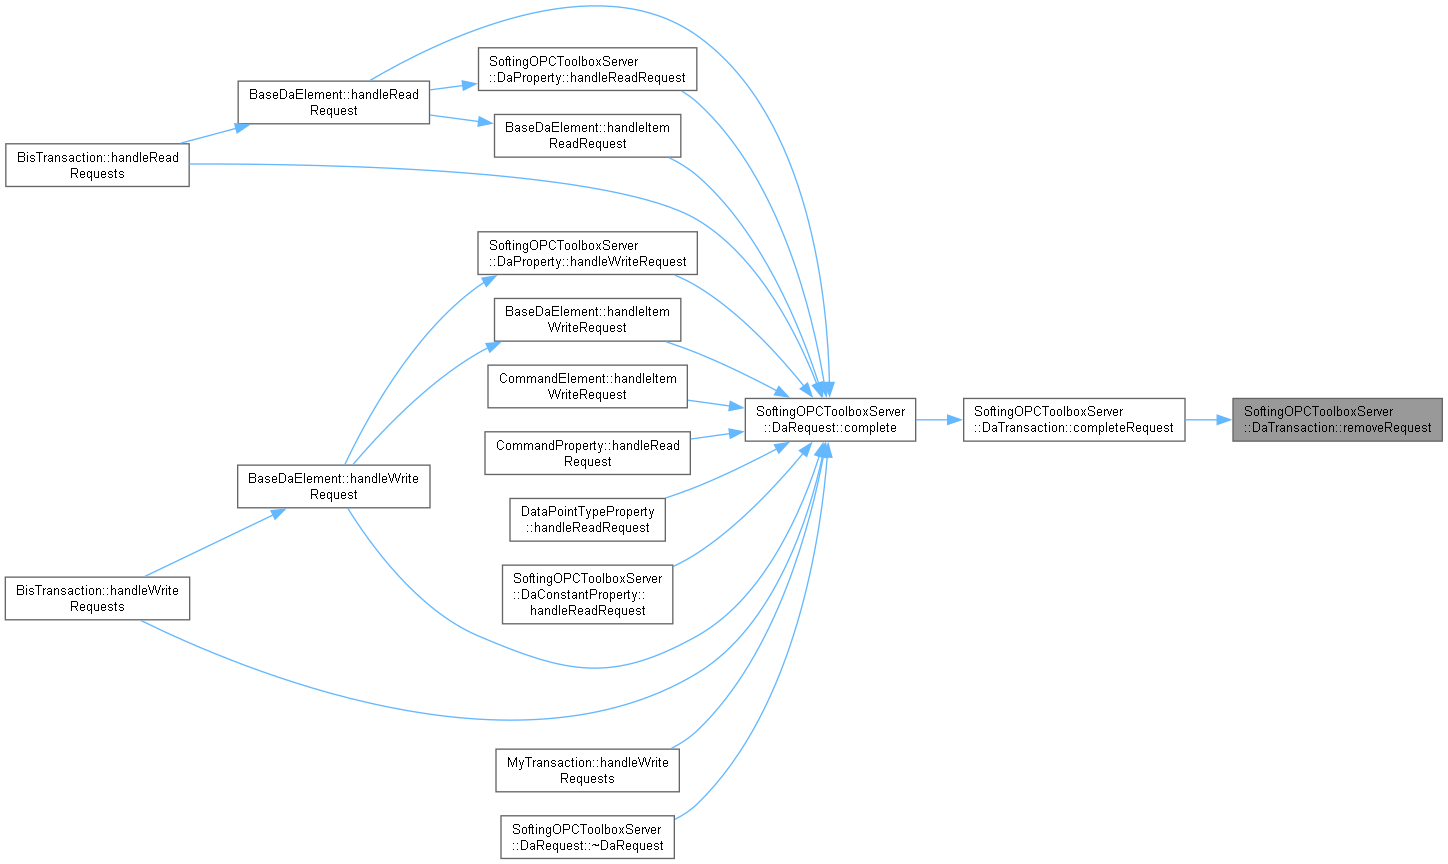 SoftingOPCToolboxServer
::DaProperty::handleReadRequest
BaseDaElement::handleRead
Request
BaseDaElement::handleItem
ReadRequest
BisTransaction::handleRead
Requests
SoftingOPCToolboxServer
::DaProperty::handleWriteRequest
BaseDaElement::handleItem
WriteRequest
CommandElement::handleItem
WriteRequest
SoftingOPCToolboxServer
::DaRequest::complete
SoftingOPCToolboxServer
::DaTransaction::completeRequest
SoftingOPCToolboxServer
::DaTransaction::removeRequest
CommandProperty::handleRead
Request
BaseDaElement::handleWrite
Request
DataPointTypeProperty
::handleReadRequest
SoftingOPCToolboxServer
::DaConstantProperty::
handleReadRequest
BisTransaction::handleWrite
Requests
MyTransaction::handleWrite
Requests
SoftingOPCToolboxServer
::DaRequest::~DaRequest